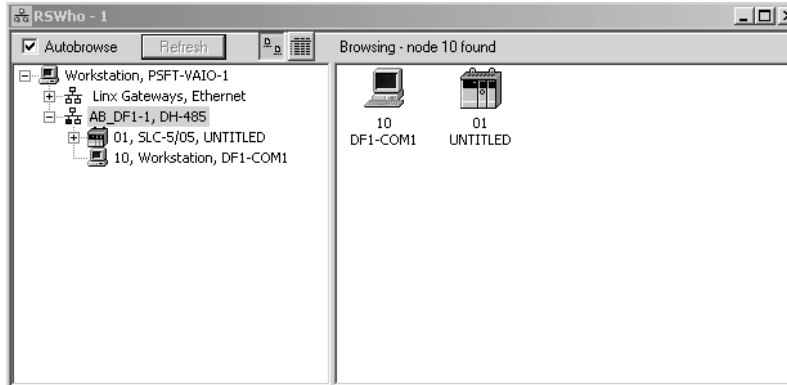 RSWho - 1
Autobrowse
Refresh
Browsing - node 10 found
Workstation, PSFT-VAIO-1
Linx Gateways, Ethernet
AB_DF1-1, DH-485
01, SLC-5/05, UNTITLED
10, Workstation, DF1-COM1
10
DF1-COM1
01
UNTITLED